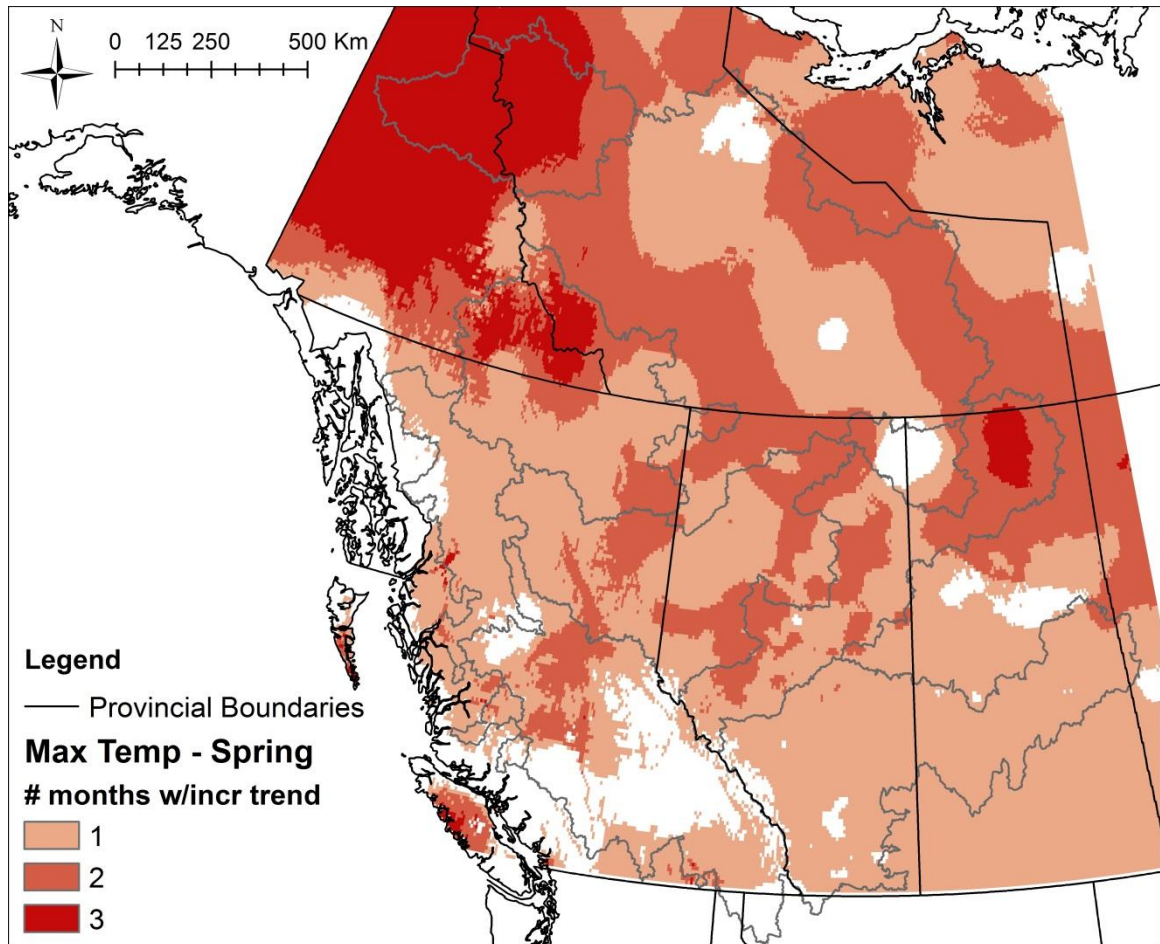 N
0 125 250 500 Km
Legend
Provincial Boundaries
Max Temp - Spring
# months w/incr trend
1
2
3